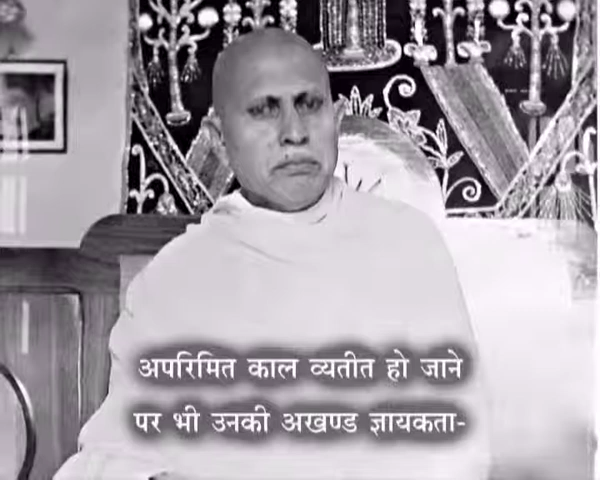 अपरिमित काल व्यतीत हो जाने
पर भी उनकी अखण्ड ज्ञायकता-